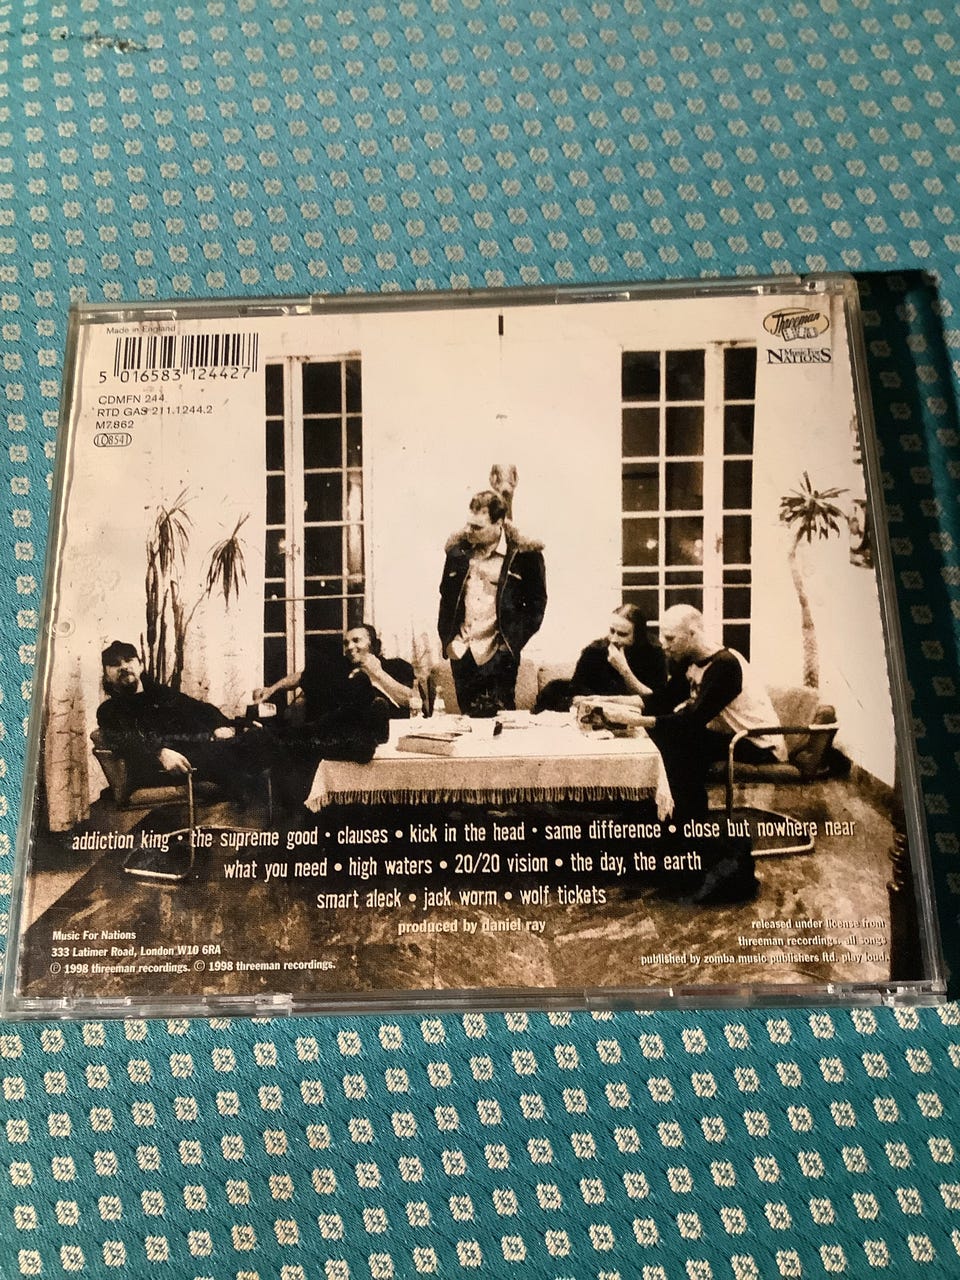 Made in England
5 016583 124427
CDMFN 244
RTD GAS 211.1244.2
M7862
LC8541
Threeman
Music For
NATIONS
addiction king • the supreme good • clauses • kick in the head • same difference • close but nowhere near
what you need • high waters • 20/20 vision • the day, the earth
smart aleck • jack worm • wolf tickets
produced by daniel ray
Music For Nations
333 Latimer Road, London W10 6RA
℗ 1998 threeman recordings. © 1998 threeman recordings.
released under license from
threeman recordings. all songs
published by zomba music publishers ltd. play loud.